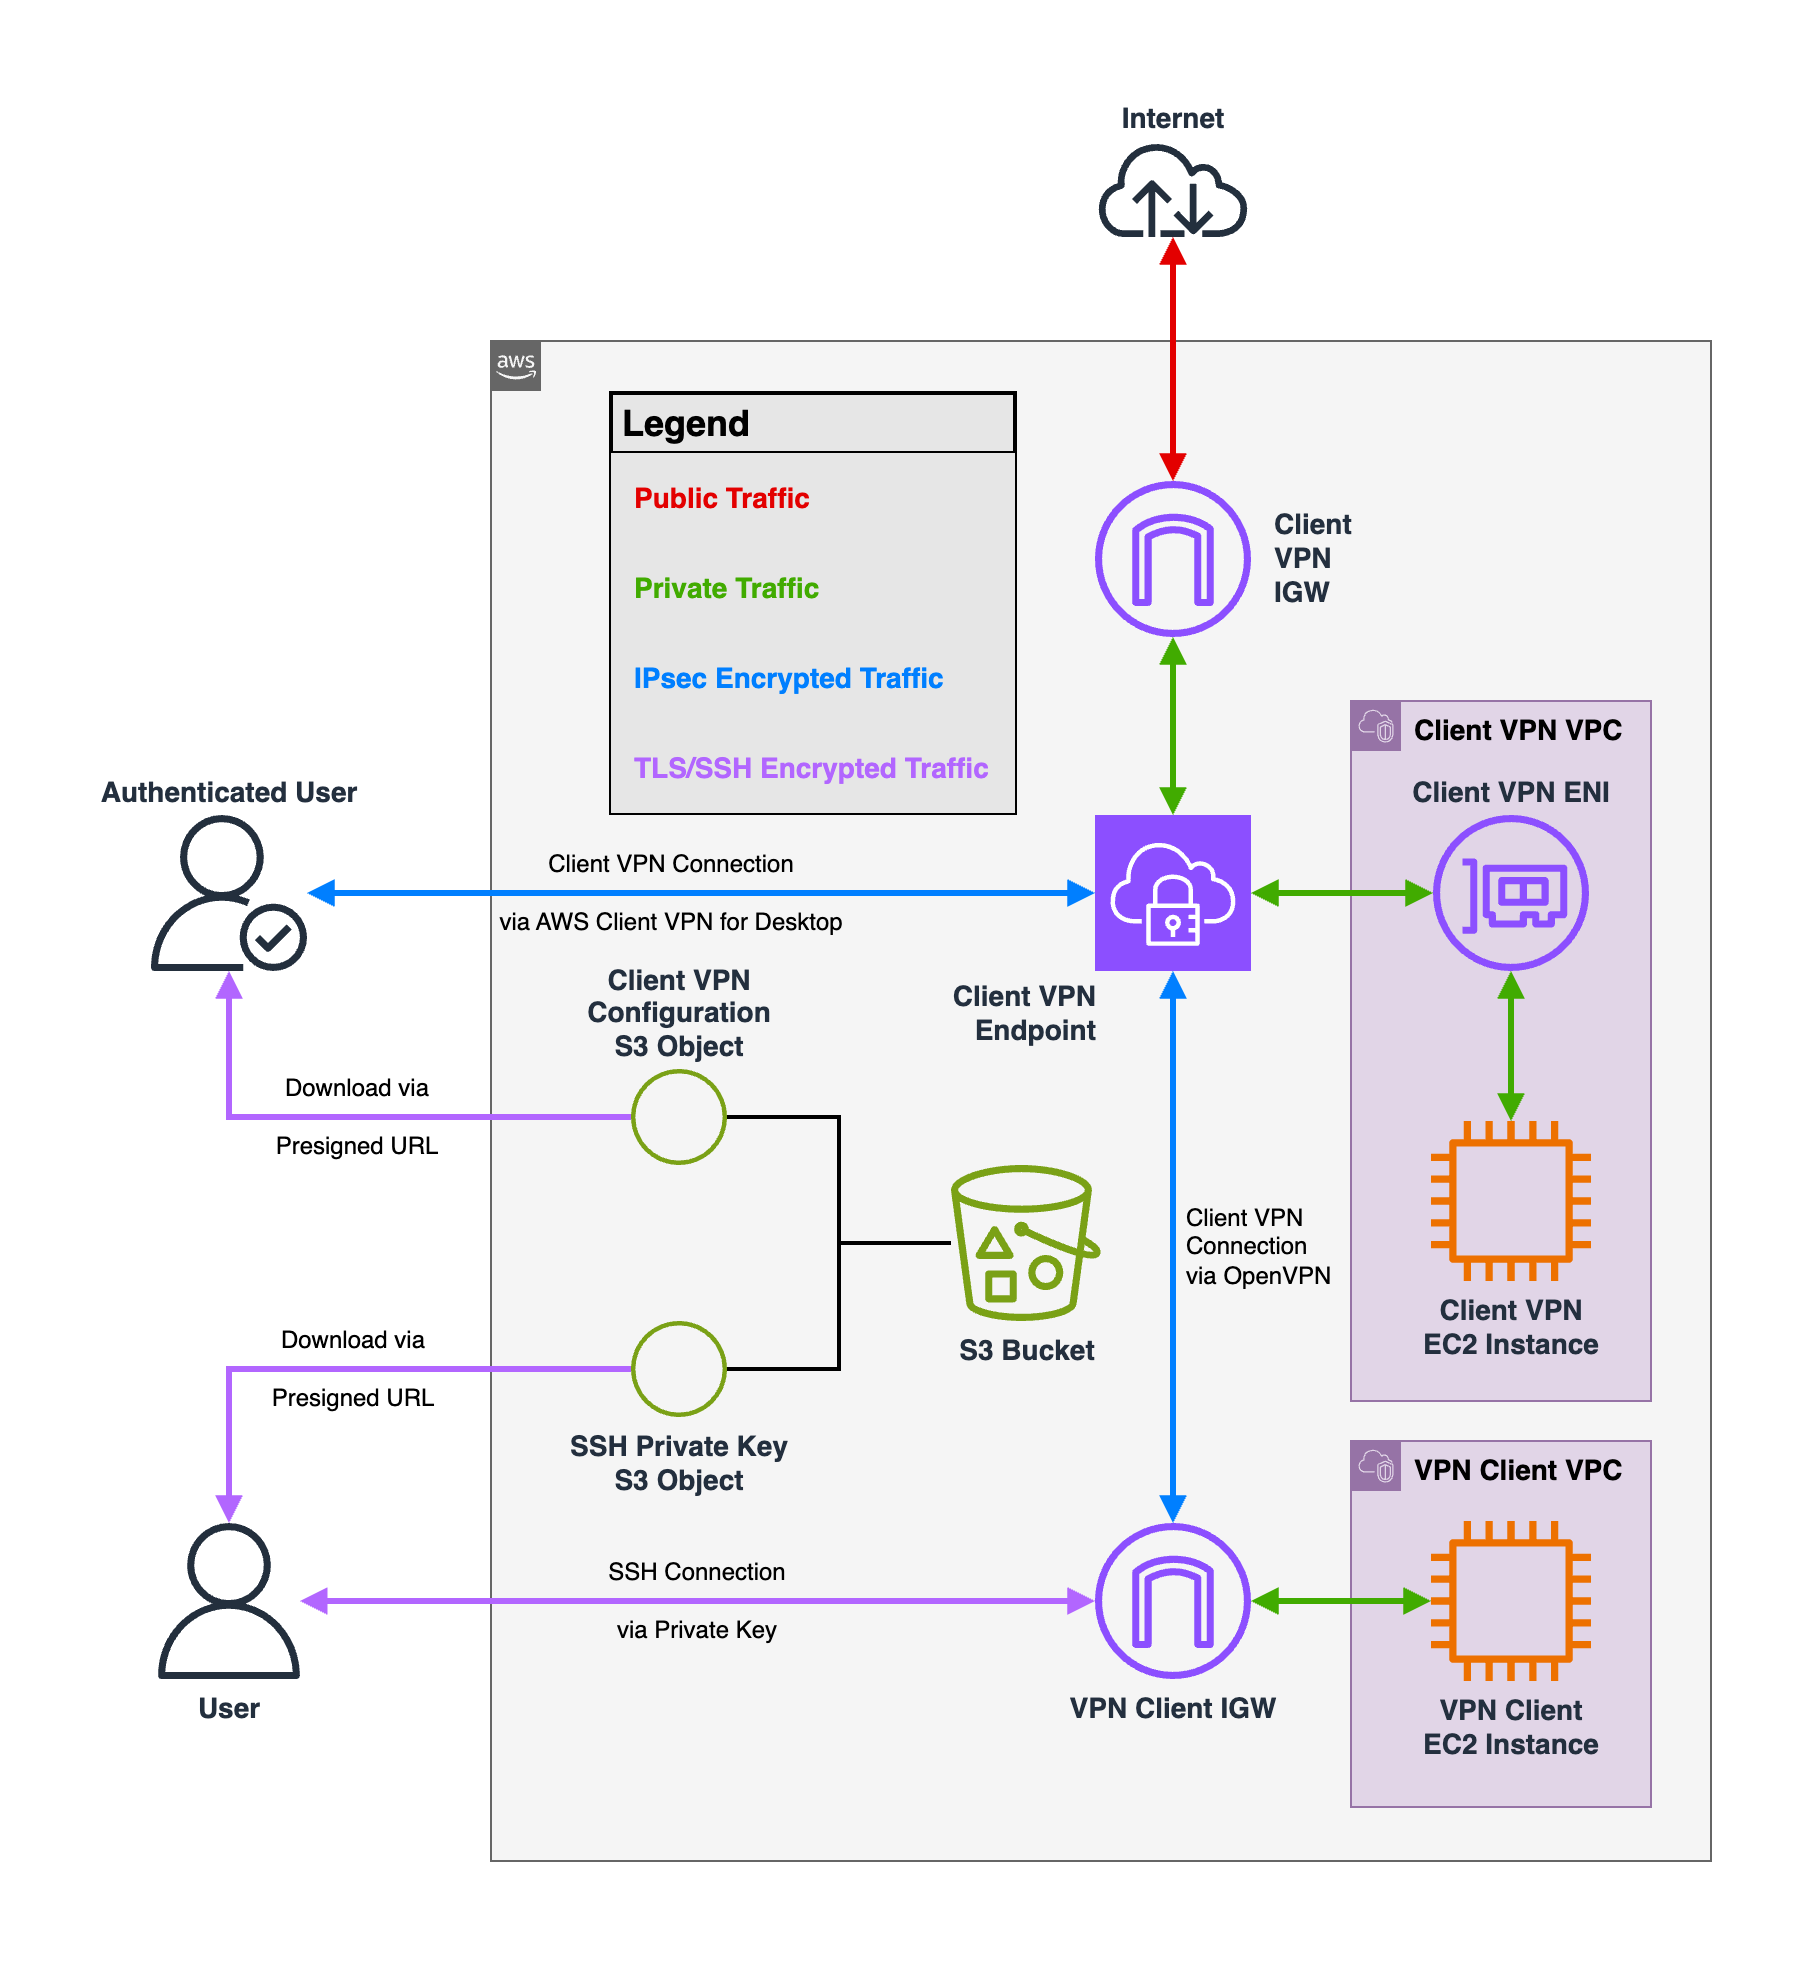 Internet
aws
Legend
Public Traffic
Private Traffic
IPsec Encrypted Traffic
TLS/SSH Encrypted Traffic
Client
VPN
IGW
Client VPN VPC
Client VPN ENI
Authenticated User
Client VPN Connection
via AWS Client VPN for Desktop
Client VPN
Configuration
S3 Object
Client VPN
Endpoint
Download via
Presigned URL
Client VPN
Connection
via OpenVPN
Client VPN
EC2 Instance
S3 Bucket
Download via
Presigned URL
SSH Private Key
S3 Object
VPN Client VPC
SSH Connection
via Private Key
User
VPN Client IGW
VPN Client
EC2 Instance